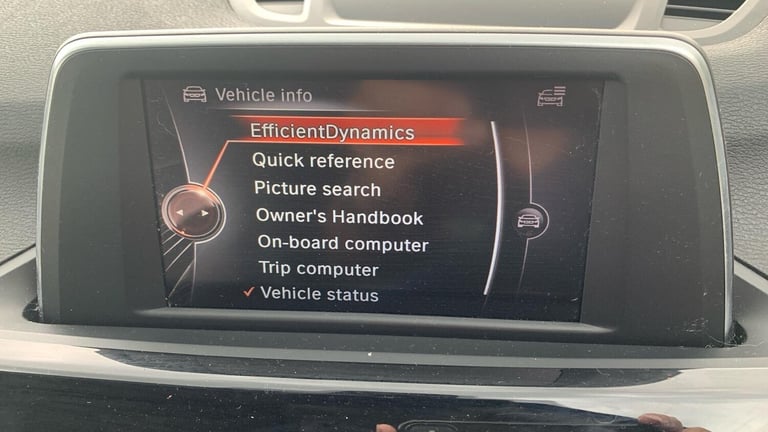 Vehicle info
EfficientDynamics
Quick reference
Picture search
Owner's Handbook
On-board computer
Trip computer
Vehicle status